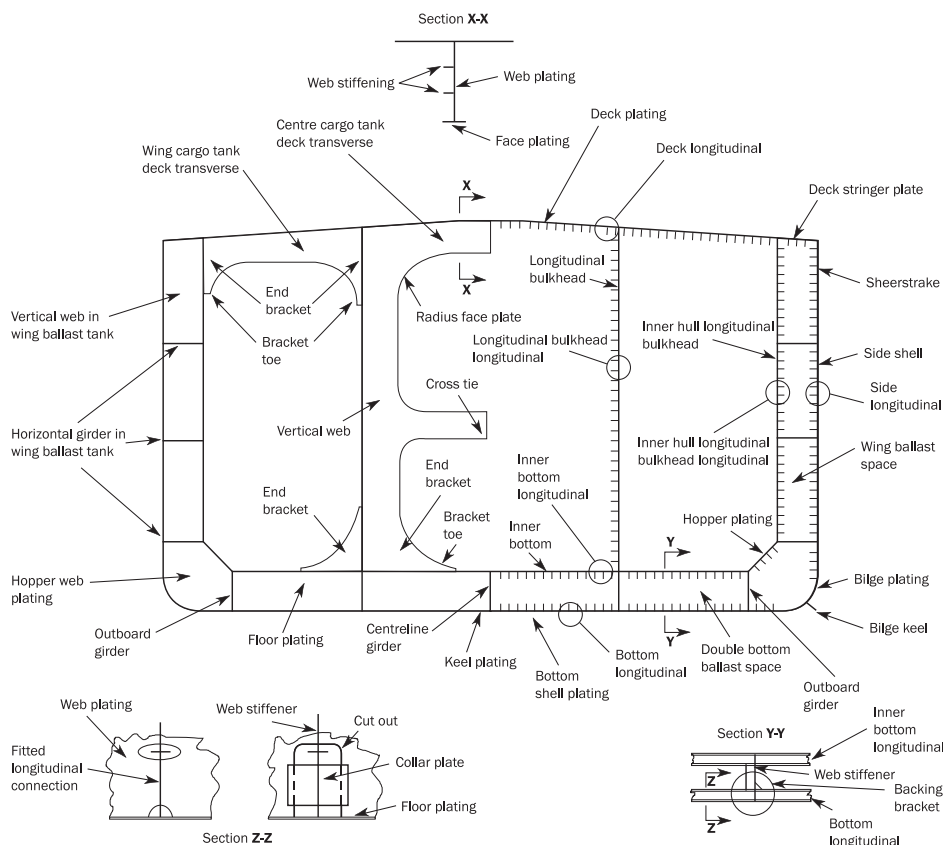 Section X-X
Web stiffening
Web plating
Face plating
Centre cargo tank
deck transverse
Wing cargo tank
deck transverse
Deck plating
Deck longitudinal
Deck stringer plate
X
X
End
bracket
Bracket
toe
Vertical web in
wing ballast tank
Radius face plate
Longitudinal
bulkhead
Longitudinal bulkhead
longitudinal
Sheerstrake
Inner hull longitudinal
bulkhead
Side shell
Side
longitudinal
Cross tie
Vertical web
Horizontal girder in
wing ballast tank
Inner hull longitudinal
bulkhead longitudinal
Wing ballast
space
End
bracket
End
bracket
Bracket
toe
Inner
bottom
longitudinal
Inner
bottom
Hopper plating
Y
Y
Hopper web
plating
Outboard
girder
Floor plating
Centreline
girder
Keel plating
Bottom
shell plating
Bottom
longitudinal
Double bottom
ballast space
Bilge plating
Bilge keel
Outboard
girder
Web plating
Fitted
longitudinal
connection
Web stiffener
Cut out
Collar plate
Floor plating
Section Z-Z
Section Y-Y
Inner
bottom
longitudinal
Web stiffener
Backing
bracket
Bottom
longitudinal
Z
Z